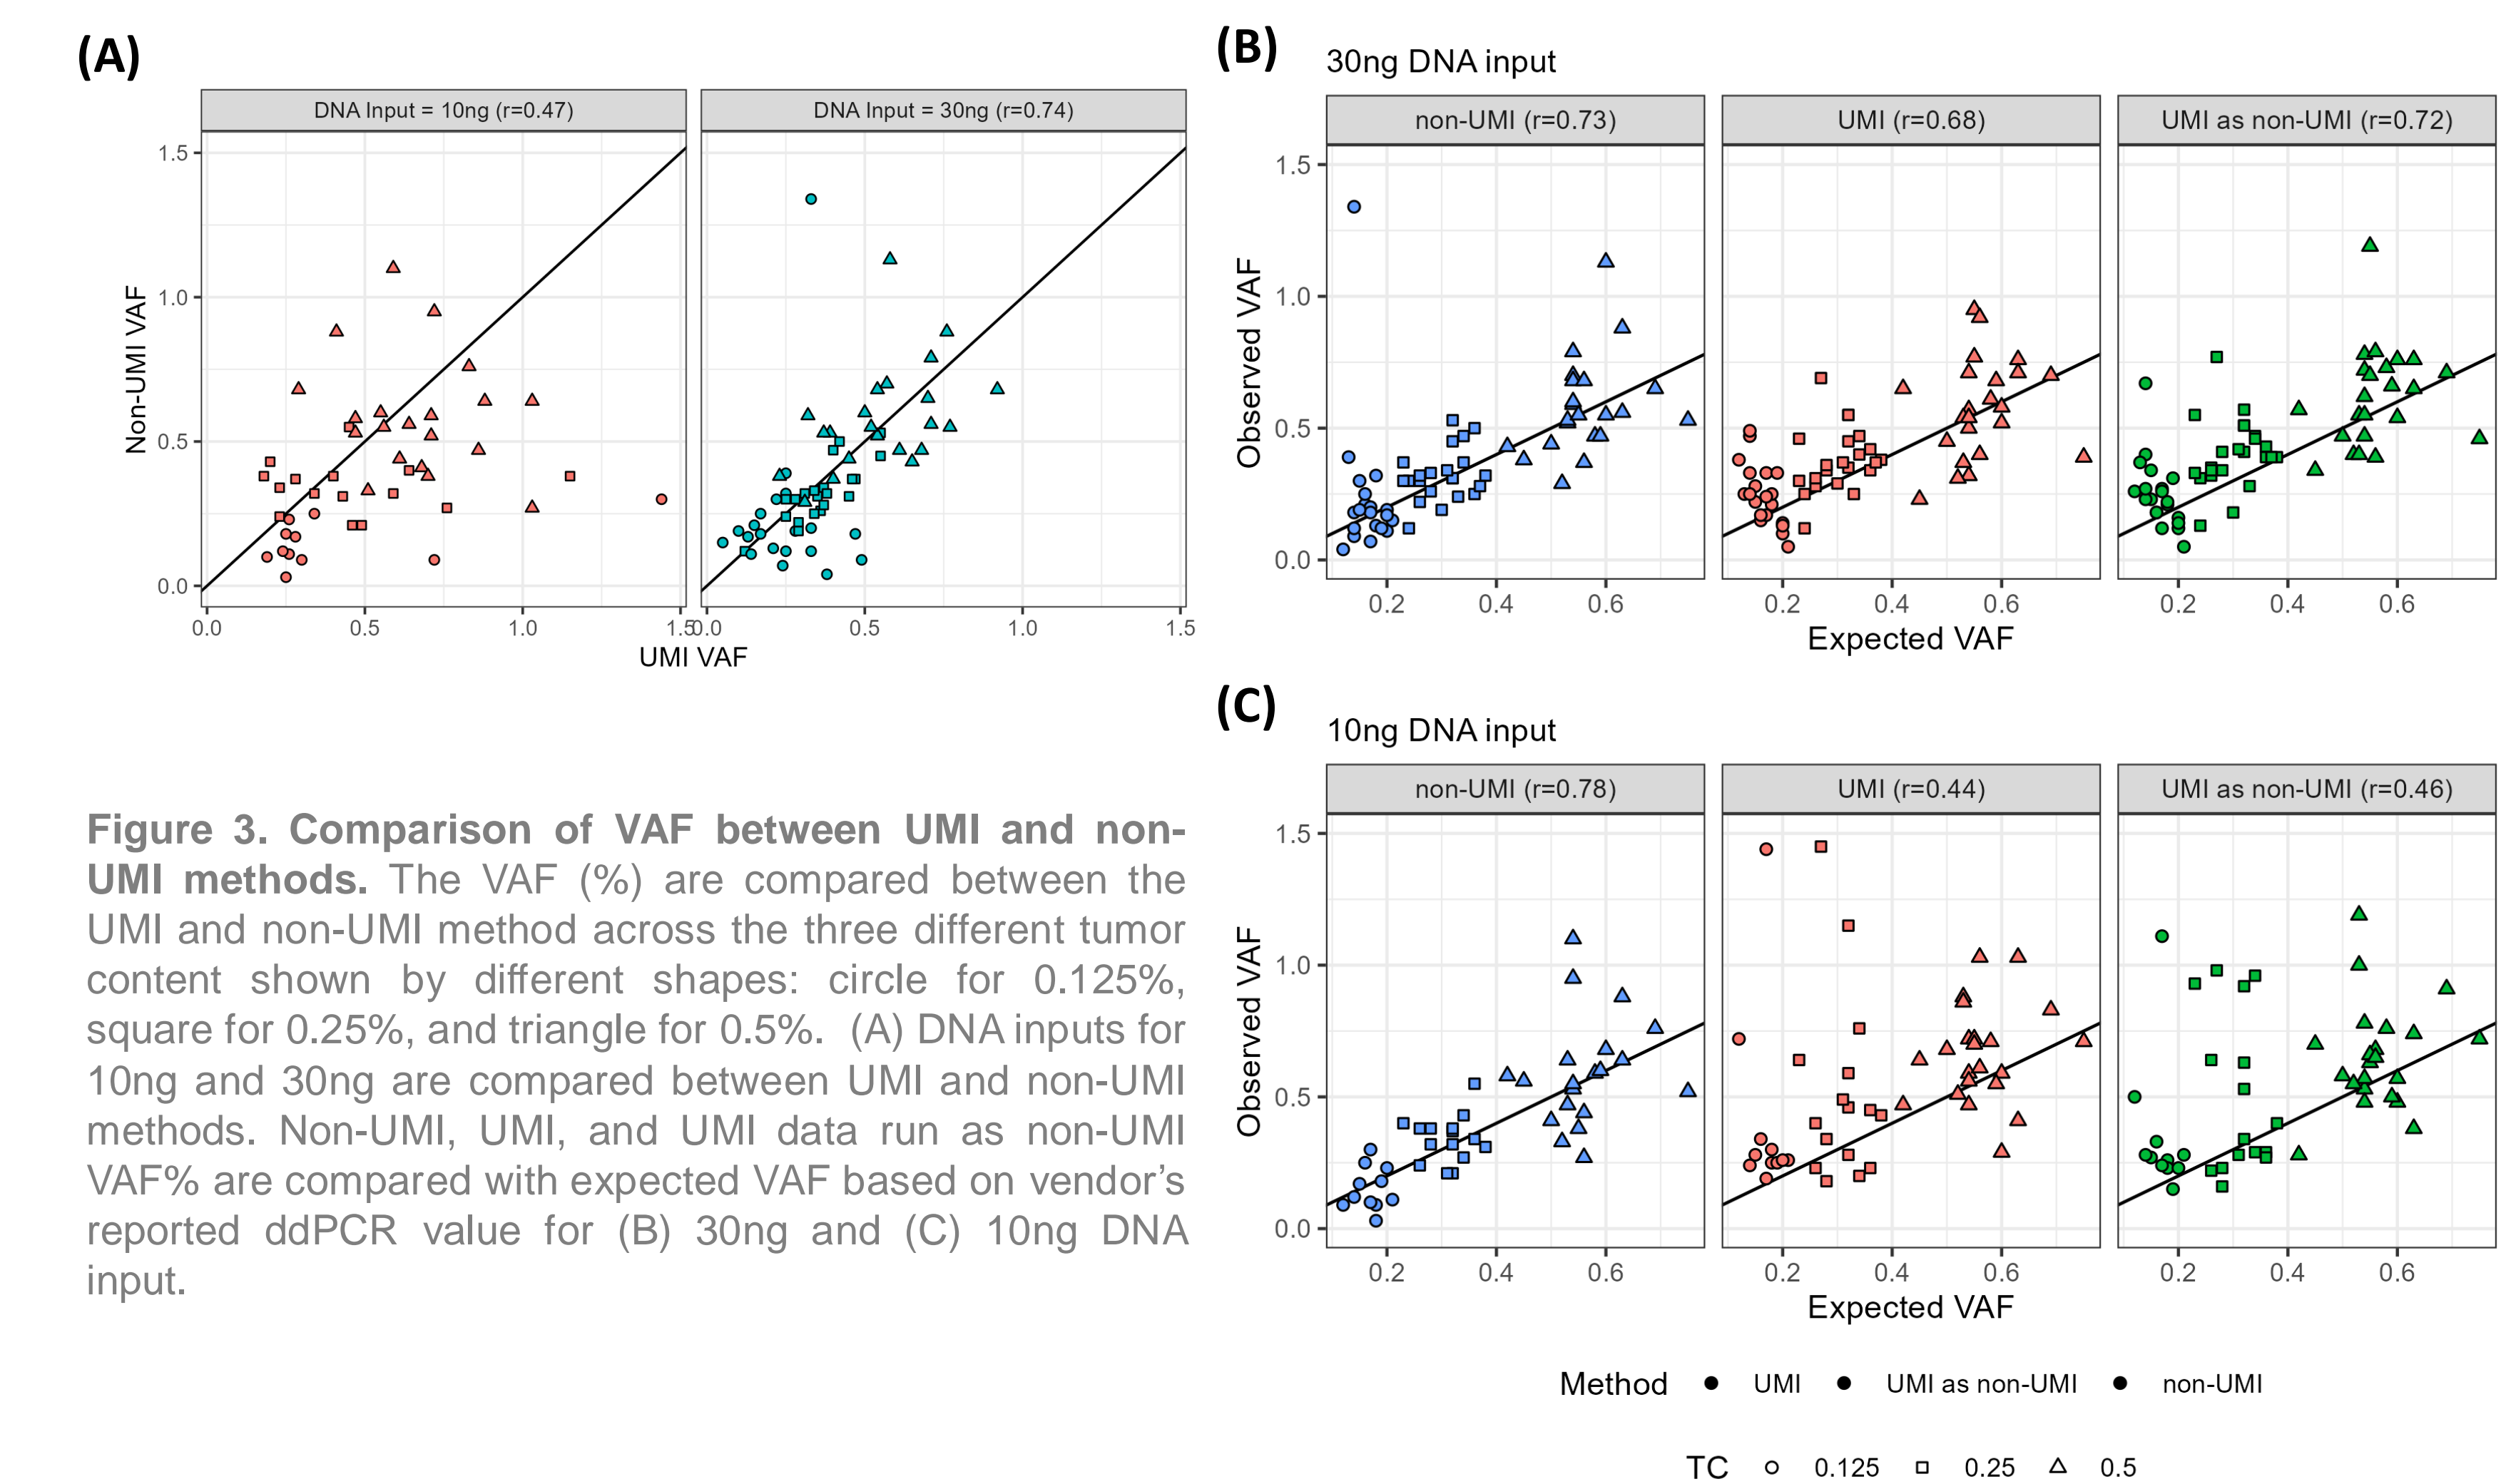 (A)
DNA Input = 10ng (r=0.47)
DNA Input = 30ng (r=0.74)
Non-UMI VAF
1.5
1.0
0.5
0.0
0.0 0.5 1.0 1.5
0.0 0.5 1.0 1.5
UMI VAF
(B)
30ng DNA input
non-UMI (r=0.73)
UMI (r=0.68)
UMI as non-UMI (r=0.72)
Observed VAF
1.5
1.0
0.5
0.0
0.2 0.4 0.6
0.2 0.4 0.6
0.2 0.4 0.6
Expected VAF
Figure 3. Comparison of VAF between UMI and non-
UMI methods. The VAF (%) are compared between the
UMI and non-UMI method across the three different tumor
content shown by different shapes: circle for 0.125%,
square for 0.25%, and triangle for 0.5%. (A) DNA inputs for
10ng and 30ng are compared between UMI and non-UMI
methods. Non-UMI, UMI, and UMI data run as non-UMI
VAF% are compared with expected VAF based on vendor’s
reported ddPCR value for (B) 30ng and (C) 10ng DNA
input.
(C)
10ng DNA input
non-UMI (r=0.78)
UMI (r=0.44)
UMI as non-UMI (r=0.46)
Observed VAF
1.5
1.0
0.5
0.0
0.2 0.4 0.6
0.2 0.4 0.6
0.2 0.4 0.6
Expected VAF
Method UMI UMI as non-UMI non-UMI
TC 0.125 0.25 0.5